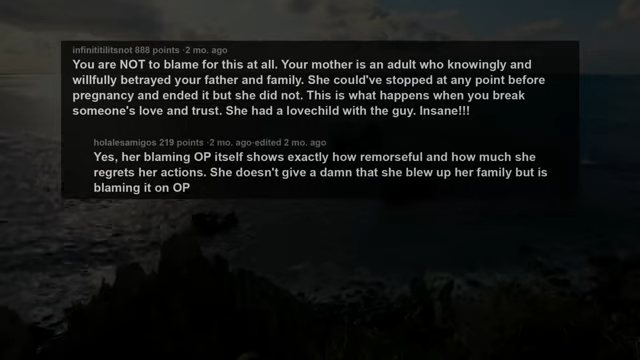 infinititilitsnot 888 points ·2 mo. ago
You are NOT to blame for this at all. Your mother is an adult who knowingly and
willfully betrayed your father and family. She could've stopped at any point before
pregnancy and ended it but she did not. This is what happens when you break
someone's love and trust. She had a lovechild with the guy. Insane!!!
holalesamigos 219 points ·2 mo. ago·edited 2 mo. ago
Yes, her blaming OP itself shows exactly how remorseful and how much she
regrets her actions. She doesn't give a damn that she blew up her family but is
blaming it on OP